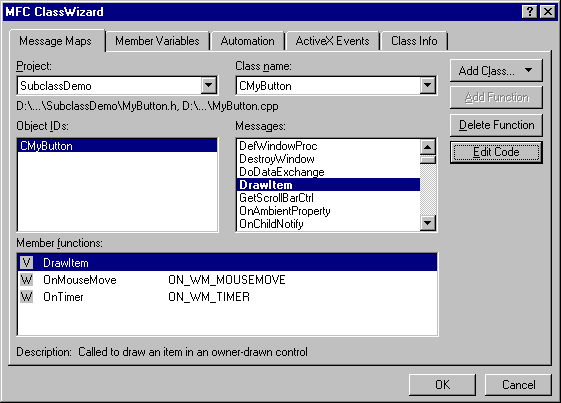 MFC ClassWizard
Message Maps Member Variables Automation ActiveX Events Class Info
Project: Class name:
SubclassDemo CMyButton Add Class...
D:\...\SubclassDemo\MyButton.h, D:\...\MyButton.cpp Add Function
Object IDs: Messages: Delete Function
CMyButton DefWindowProc Edit Code
DestroyWindow
DoDataExchange
DrawItem
GetScrollBarCtrl
OnAmbientProperty
OnChildNotify
Member functions:
V DrawItem
W OnMouseMove ON_WM_MOUSEMOVE
W OnTimer ON_WM_TIMER
Description: Called to draw an item in an owner-drawn control
OK Cancel